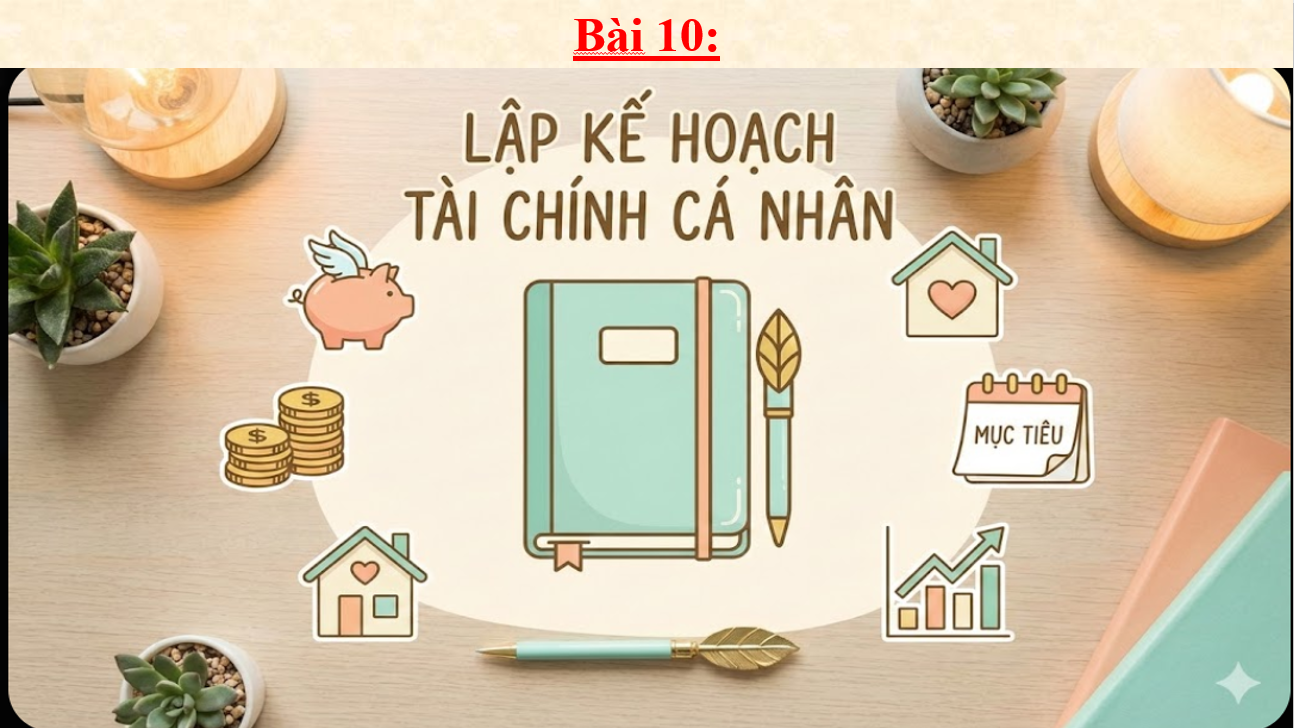 Bài 10:
LẬP KẾ HOẠCH
TÀI CHÍNH CÁ NHÂN
$
$
MỤC TIÊU